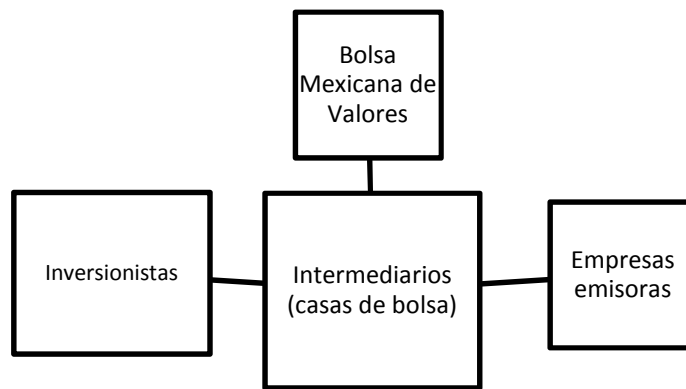 Bolsa
Mexicana de
Valores
Inversionistas
Intermediarios
(casas de bolsa)
Empresas
emisoras